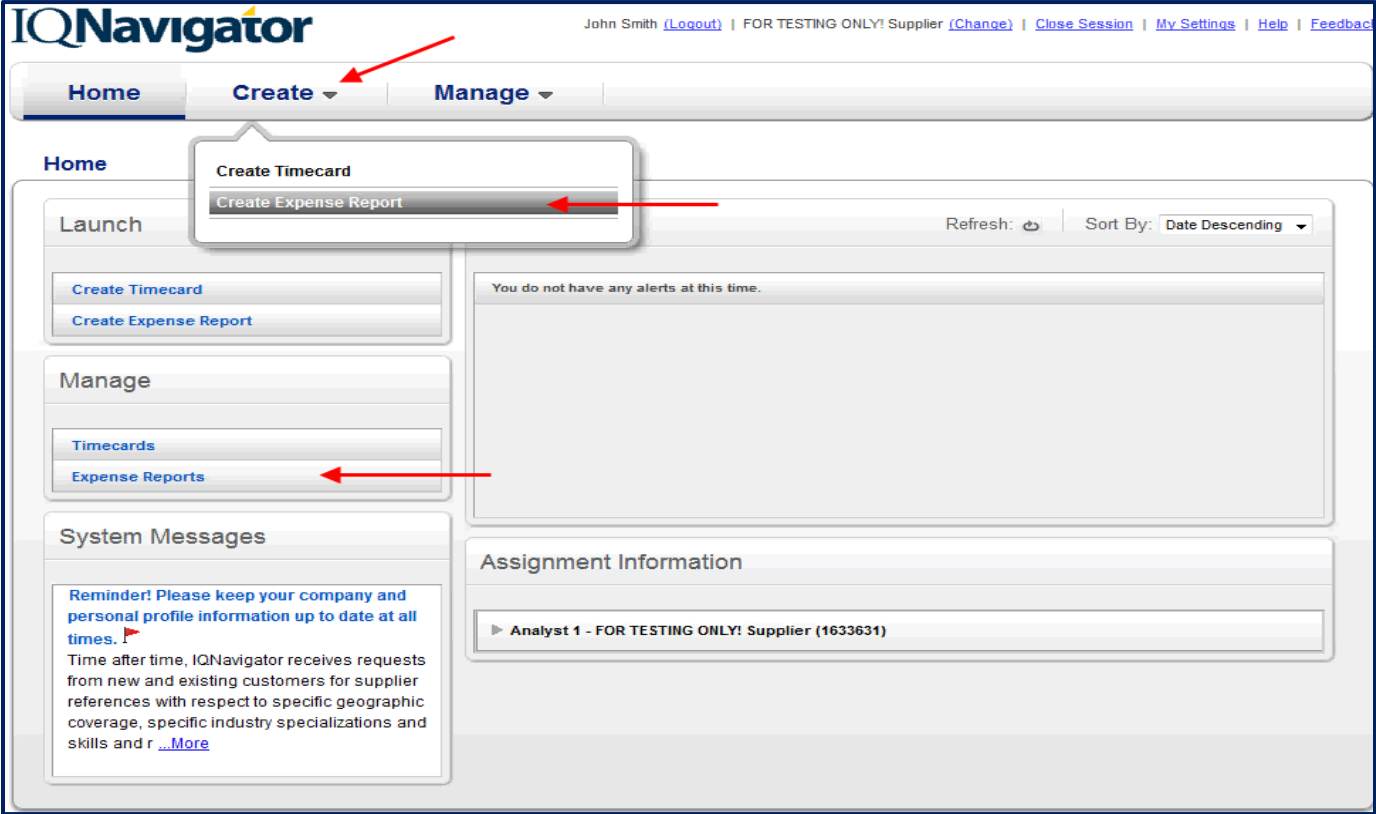 IQNavigator
John Smith (Logout) | FOR TESTING ONLY! Supplier (Change) | Close Session | My Settings | Help | Feedback
Home Create Manage
Home
Create Timecard
Create Expense Report
Launch
Refresh: Sort By: Date Descending
Create Timecard
Create Expense Report
You do not have any alerts at this time.
Manage
Timecards
Expense Reports
System Messages
Reminder! Please keep your company and
personal profile information up to date at all
times.
Time after time, IQNavigator receives requests
from new and existing customers for supplier
references with respect to specific geographic
coverage, specific industry specializations and
skills and r ...More
Assignment Information
Analyst 1 - FOR TESTING ONLY! Supplier (1633631)